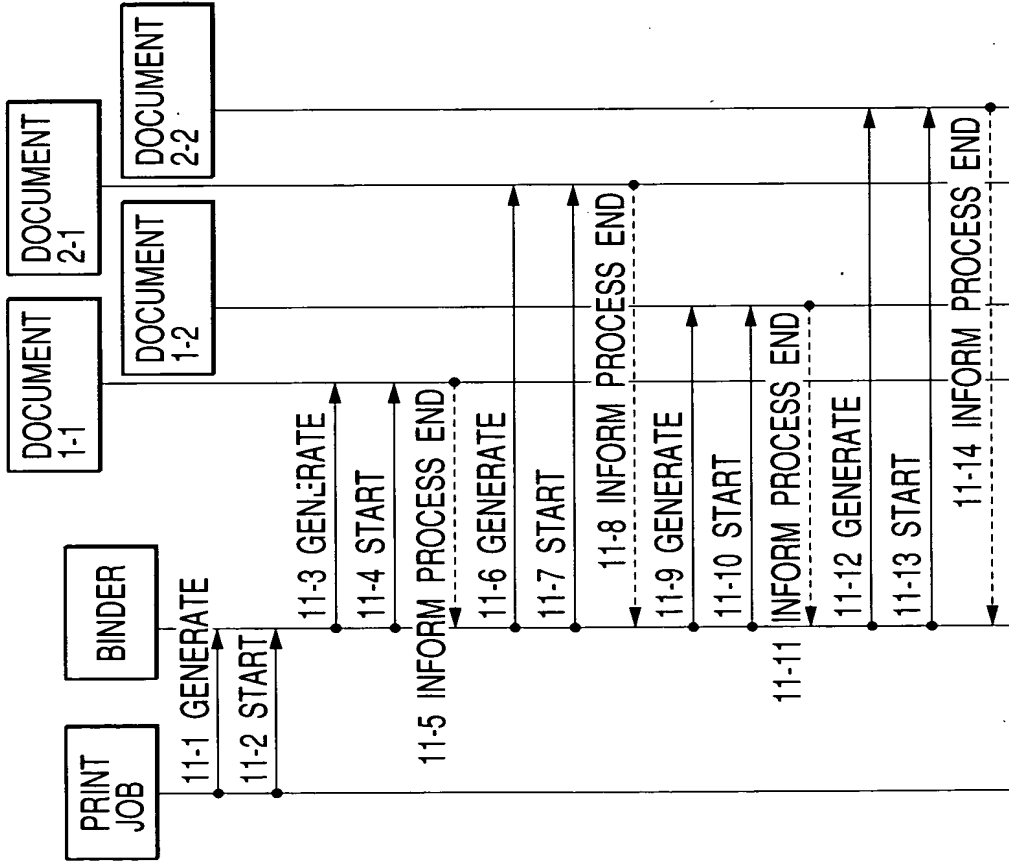 PRINT
JOB
BINDER
DOCUMENT
1-1
DOCUMENT
1-2
DOCUMENT
2-1
DOCUMENT
2-2
11-1 GENERATE
11-2 START
11-3 GENERATE
11-4 START
11-5 INFORM PROCESS END
11-6 GENERATE
11-7 START
11-8 INFORM PROCESS END
11-9 GENERATE
11-10 START
11-11 INFORM PROCESS END
11-12 GENERATE
11-13 START
11-14 INFORM PROCESS END